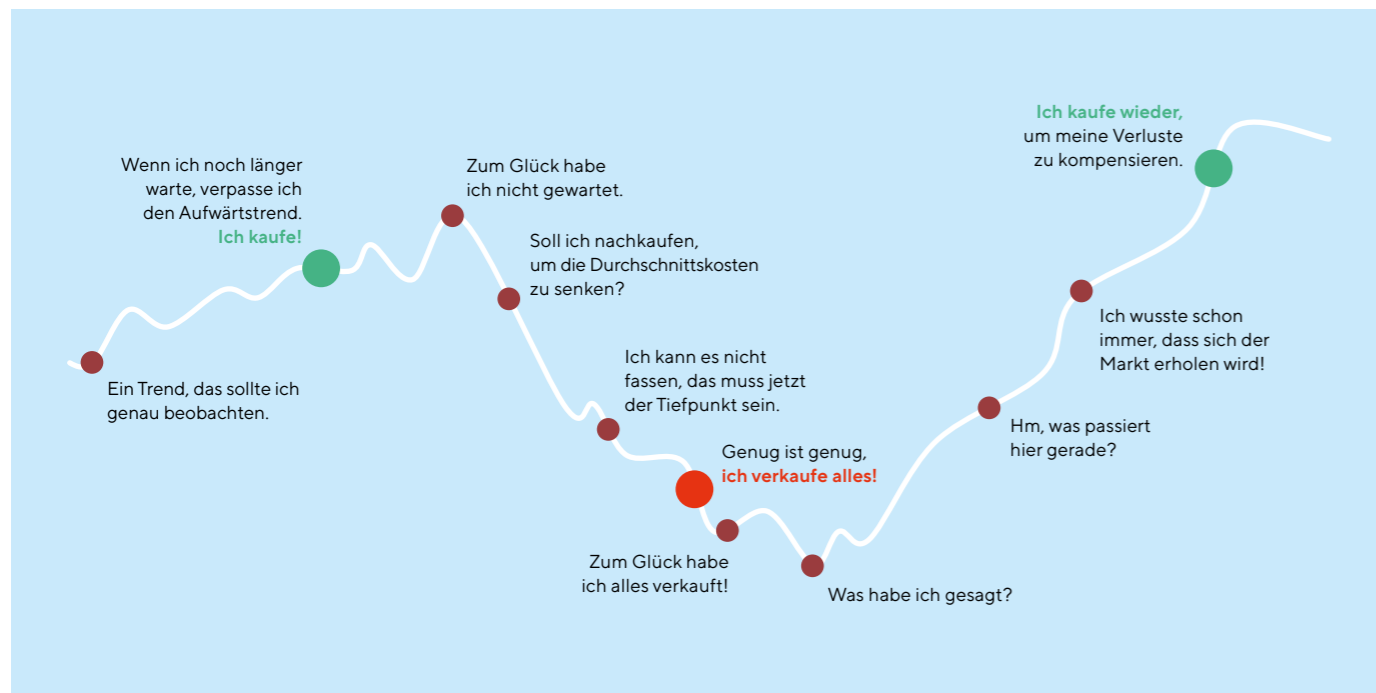 Ein Trend, das sollte ich
genau beobachten.
Wenn ich noch länger
warte, verpasse ich
den Aufwärtstrend.
Ich kaufe!
Zum Glück habe
ich nicht gewartet.
Soll ich nachkaufen,
um die Durchschnittskosten
zu senken?
Ich kann es nicht
fassen, das muss jetzt
der Tiefpunkt sein.
Genug ist genug,
ich verkaufe alles!
Zum Glück habe
ich alles verkauft!
Was habe ich gesagt?
Hm, was passiert
hier gerade?
Ich wusste schon
immer, dass sich der
Markt erholen wird!
Ich kaufe wieder,
um meine Verluste
zu kompensieren.